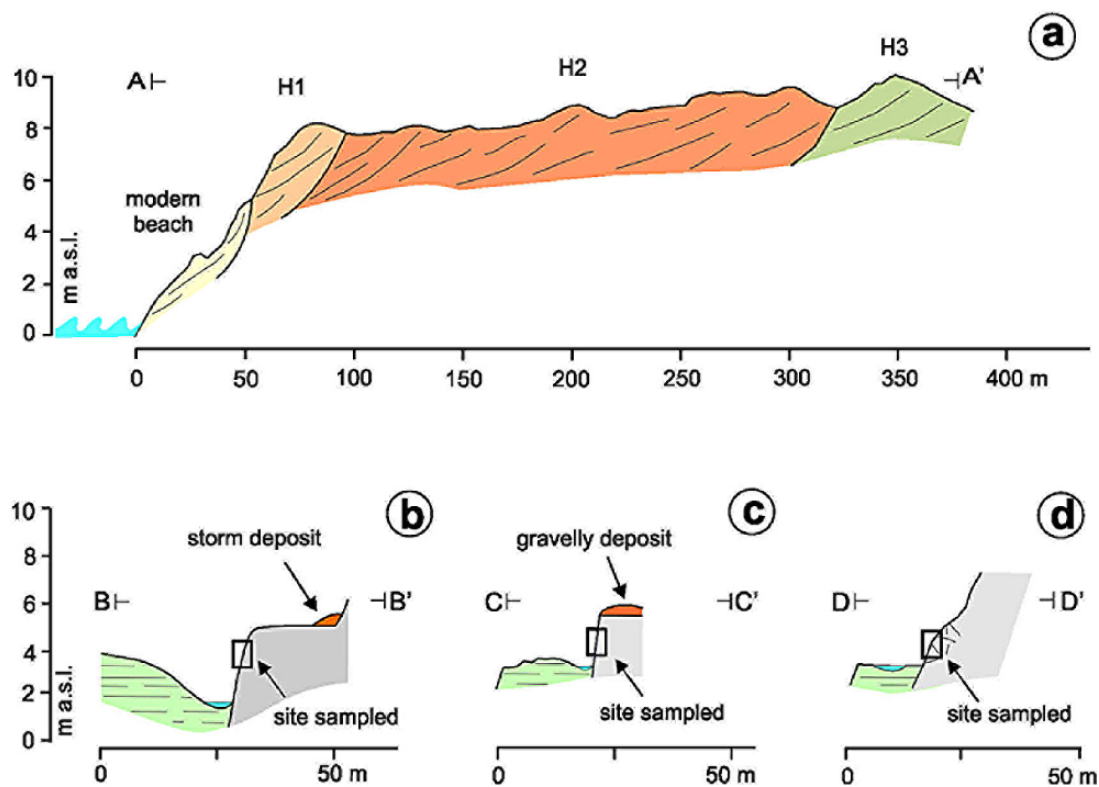 a
10
8
6
4
2
0
m a.s.l.
A
H1
H2
H3
A'
modern
beach
0
50
100
150
200
250
300
350
400 m
b
10
8
6
4
2
0
m a.s.l.
storm deposit
B
B'
site sampled
0
50 m
c
gravelly deposit
C
C'
site sampled
0
50 m
d
D
D'
site sampled
0
50 m